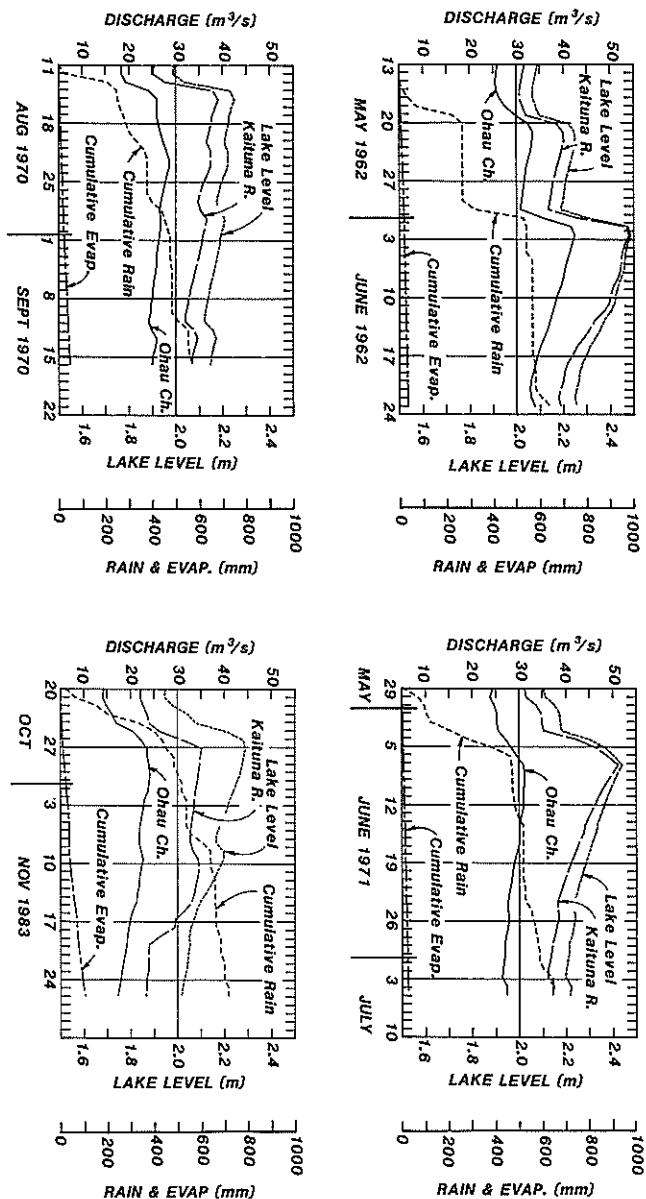 DISCHARGE (m³/s)
10 20 30 40 50
13 20 27 3 10 17 24
MAY 1962 JUNE 1962
Lake Level
Kaituna R.
Ohau Ch.
Cumulative Rain
Cumulative Evap.
1.6 1.8 2.0 2.2 2.4
LAKE LEVEL (m)
0 200 400 600 800 1000
RAIN & EVAP (mm)
DISCHARGE (m³/s)
10 20 30 40 50
29 5 12 19 26 3 10
MAY JUNE 1971 JULY
Lake Level
Kaituna R.
Ohau Ch.
Cumulative Rain
Cumulative Evap.
1.6 1.8 2.0 2.2 2.4
LAKE LEVEL (m)
0 200 400 600 800 1000
RAIN & EVAP. (mm)
DISCHARGE (m³/s)
10 20 30 40 50
11 18 25 1 8 15 22
AUG 1970 SEPT 1970
Lake Level
Kaituna R.
Cumulative Rain
Cumulative Evap.
Ohau Ch.
1.6 1.8 2.0 2.2 2.4
LAKE LEVEL (m)
0 200 400 600 800 1000
RAIN & EVAP. (mm)
DISCHARGE (m³/s)
10 20 30 40 50
20 27 3 10 17 24
OCT NOV 1983
Lake Level
Kaituna R.
Cumulative Rain
Ohau Ch.
Cumulative Evap.
1.6 1.8 2.0 2.2 2.4
LAKE LEVEL (m)
0 200 400 600 800 1000
RAIN & EVAP. (mm)